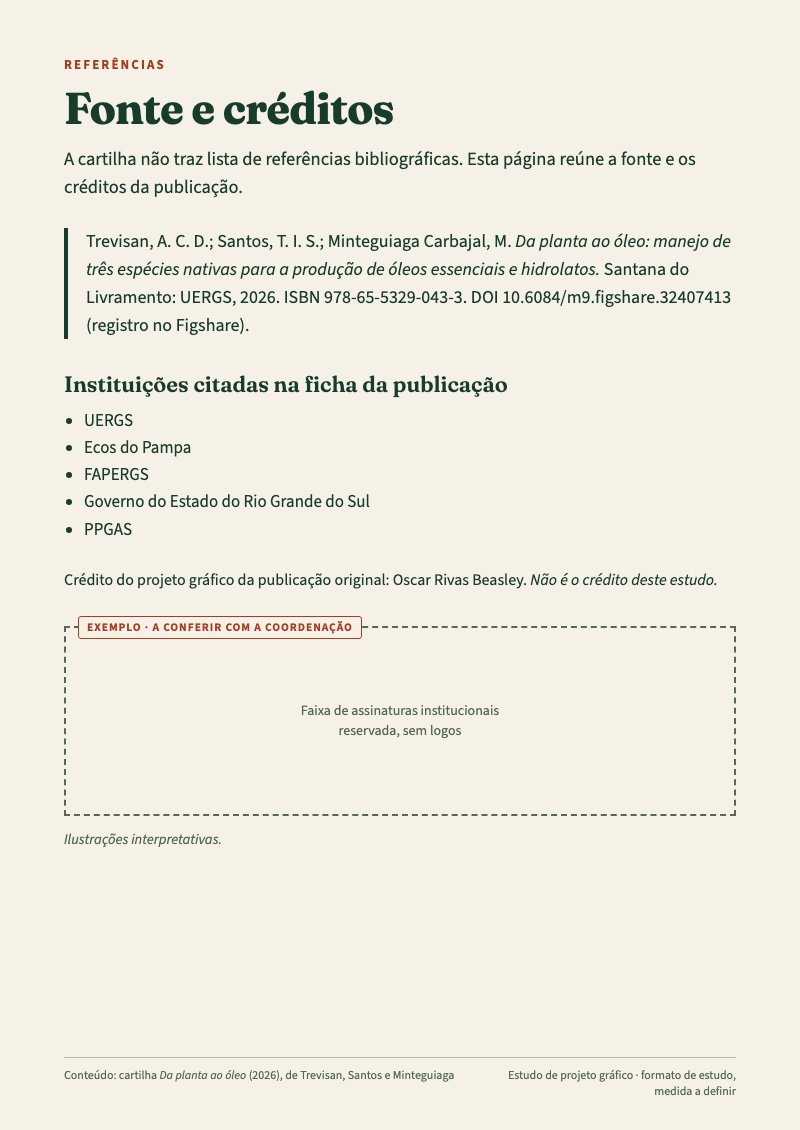 REFERÊNCIAS
Fonte e créditos
A cartilha não traz lista de referências bibliográficas. Esta página reúne a fonte e os
créditos da publicação.
Trevisan, A. C. D.; Santos, T. I. S.; Minteguiaga Carbajal, M. Da planta ao óleo: manejo de
três espécies nativas para a produção de óleos essenciais e hidrolatos. Santana do
Livramento: UERGS, 2026. ISBN 978-65-5329-043-3. DOI 10.6084/m9.figshare.32407413
(registro no Figshare).
Instituições citadas na ficha da publicação
• UERGS
• Ecos do Pampa
• FAPERGS
• Governo do Estado do Rio Grande do Sul
• PPGAS
Crédito do projeto gráfico da publicação original: Oscar Rivas Beasley. Não é o crédito deste estudo.
EXEMPLO · A CONFERIR COM A COORDENAÇÃO
Faixa de assinaturas institucionais
reservada, sem logos
Ilustrações interpretativas.
Conteúdo: cartilha Da planta ao óleo (2026), de Trevisan, Santos e Minteguiaga
Estudo de projeto gráfico · formato de estudo,
medida a definir